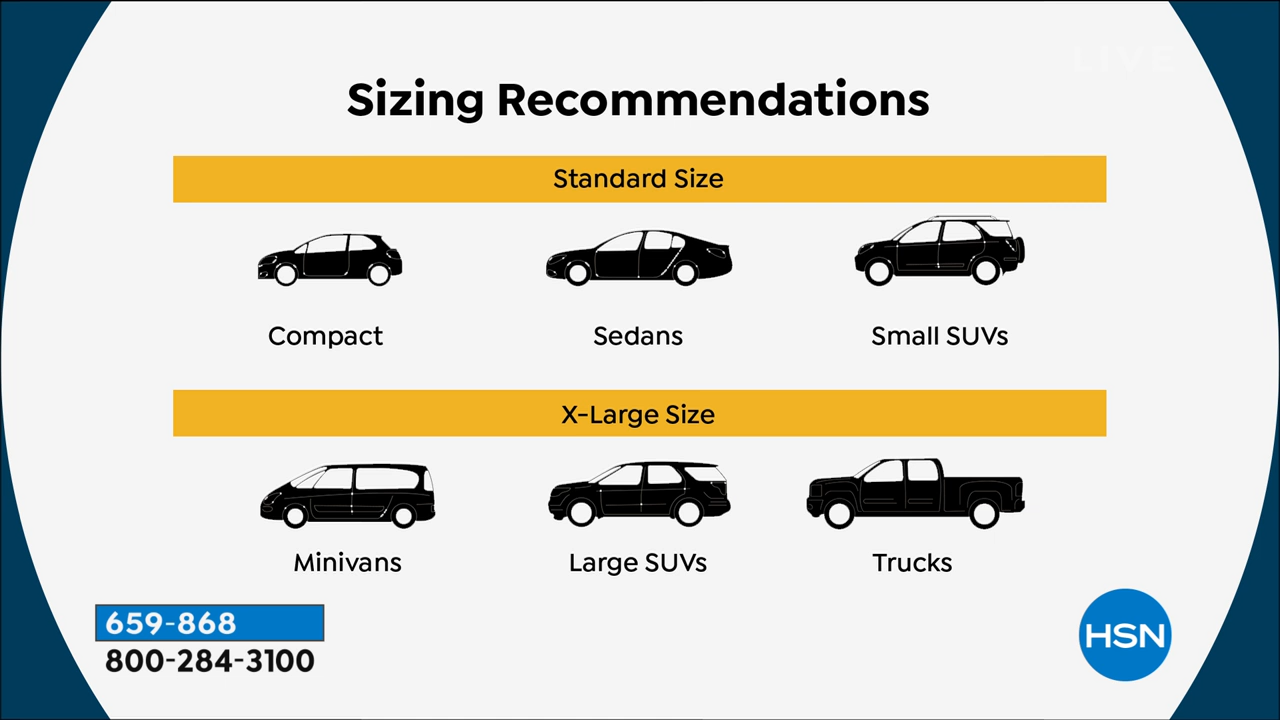 LIVE
Sizing Recommendations
Standard Size
Compact Sedans Small SUVs
X-Large Size
Minivans Large SUVs Trucks
659-868
800-284-3100
HSN